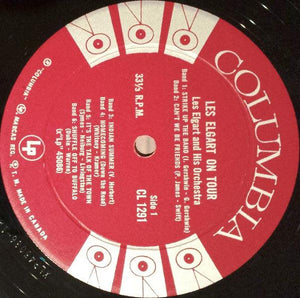 COLUMBIA
LES ELGART ON TOUR
Les Elgart and His Orchestra
Band 1: STRIKE UP THE BAND (I. Gershwin - G. Gershwin)
Band 2: CAN'T WE BE FRIENDS (P. James - Swift)
Side 1
33⅓ R.P.M.
CL 1291
Band 3: INDIAN SUMMER (V. Herbert)
Band 4: HOMECOMING (Down the Road)
Band 5: IT'S THE TALK OF THE TOWN
Band 6: SHUFFLE OFF TO BUFFALO
(Dubin - Warren)
LP
® "COLUMBIA",
MARCAS REG.
T. M. MADE IN CANADA